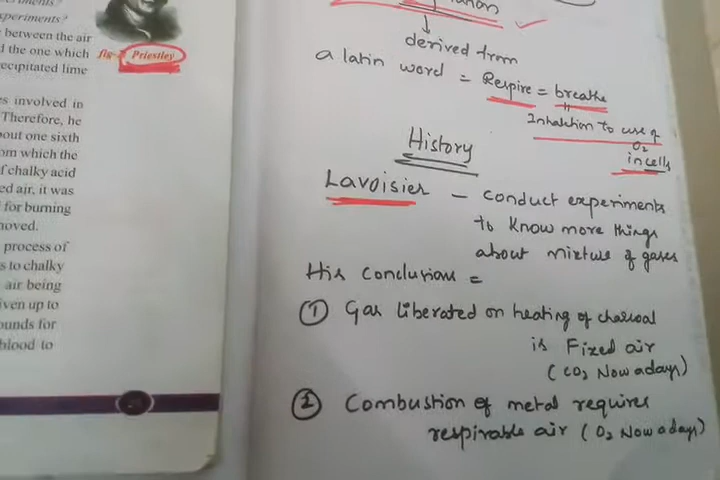 periments?
between the air
d the one which
fig
Priestley
recipitated lime
s involved in
Therefore, he
out one sixth
om which the
f chalky acid
ed air, it was
for burning
moved.
process of
s to chalky
air being
iven up to
ounds for
blood to
derived from
a latin word = Respire = breathe
Inhalation to use of
O2
in cells
History
Lavoisier – conduct experiments
to know more things
about mixture of gases
His Conclusion =
① Gas liberated on heating of charcoal
is Fixed air
(CO2 Now a days)
② Combustion of metal requires
respirable air (O2 Now a days)